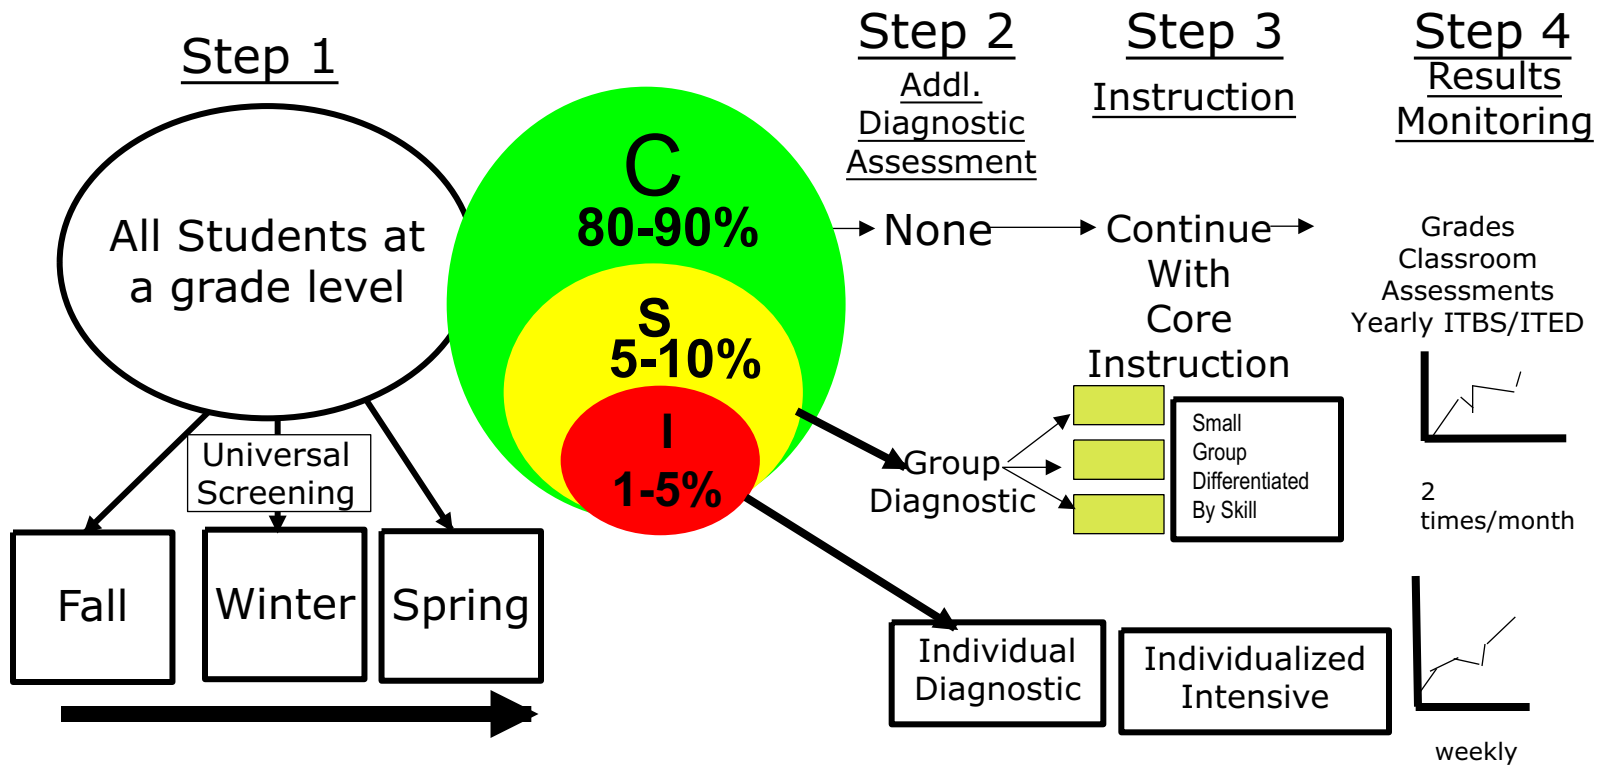 Step 1
All Students at
a grade level
Universal
Screening
Fall
Winter
Spring
C
80-90%
S
5-10%
I
1-5%
Step 2
Addl.
Diagnostic
Assessment
None
Group
Diagnostic
Individual
Diagnostic
Step 3
Instruction
Continue
With
Core
Instruction
Small
Group
Differentiated
By Skill
Individualized
Intensive
Step 4
Results
Monitoring
Grades
Classroom
Assessments
Yearly ITBS/ITED
2
times/month
weekly